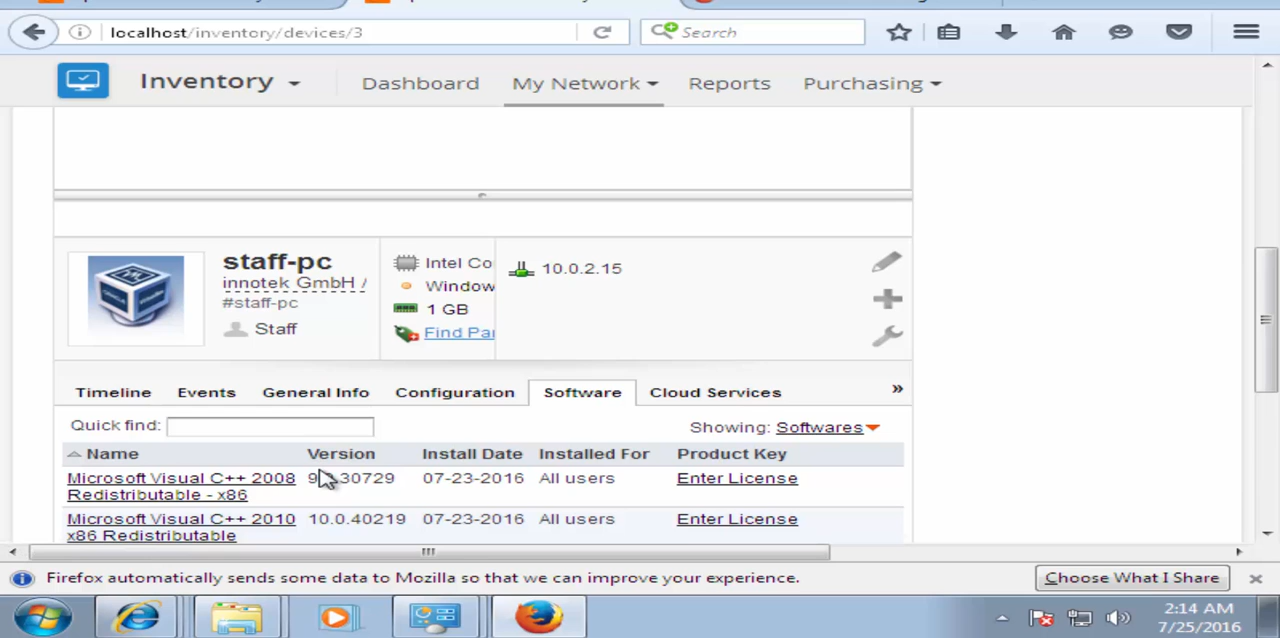 localhost/inventory/devices/3
Search
Inventory
Dashboard
My Network
Reports
Purchasing
staff-pc
innotek GmbH /
#staff-pc
Staff
Intel Co
Window
1 GB
Find Pa
10.0.2.15
Timeline
Events
General Info
Configuration
Software
Cloud Services
»
Quick find:
Showing: Softwares
Name Version Install Date Installed For Product Key
Microsoft Visual C++ 2008 Redistributable - x86
30729 07-23-2016 All users Enter License
Microsoft Visual C++ 2010 x86 Redistributable
10.0.40219 07-23-2016 All users Enter License
Firefox automatically sends some data to Mozilla so that we can improve your experience.
Choose What I Share
2:14 AM
7/25/2016